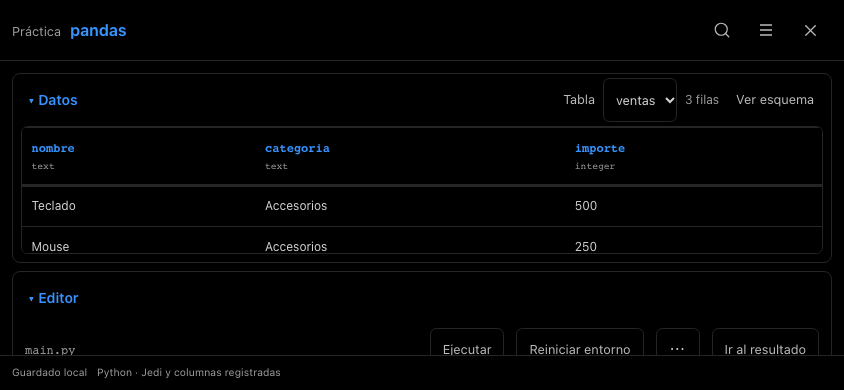 Práctica pandas
▾ Datos Tabla ventas 3 filas Ver esquema
nombre categoria importe
text text integer
Teclado Accesorios 500
Mouse Accesorios 250
▾ Editor
main.py Ejecutar Reiniciar entorno ··· Ir al resultado
Guardado local Python · Jedi y columnas registradas